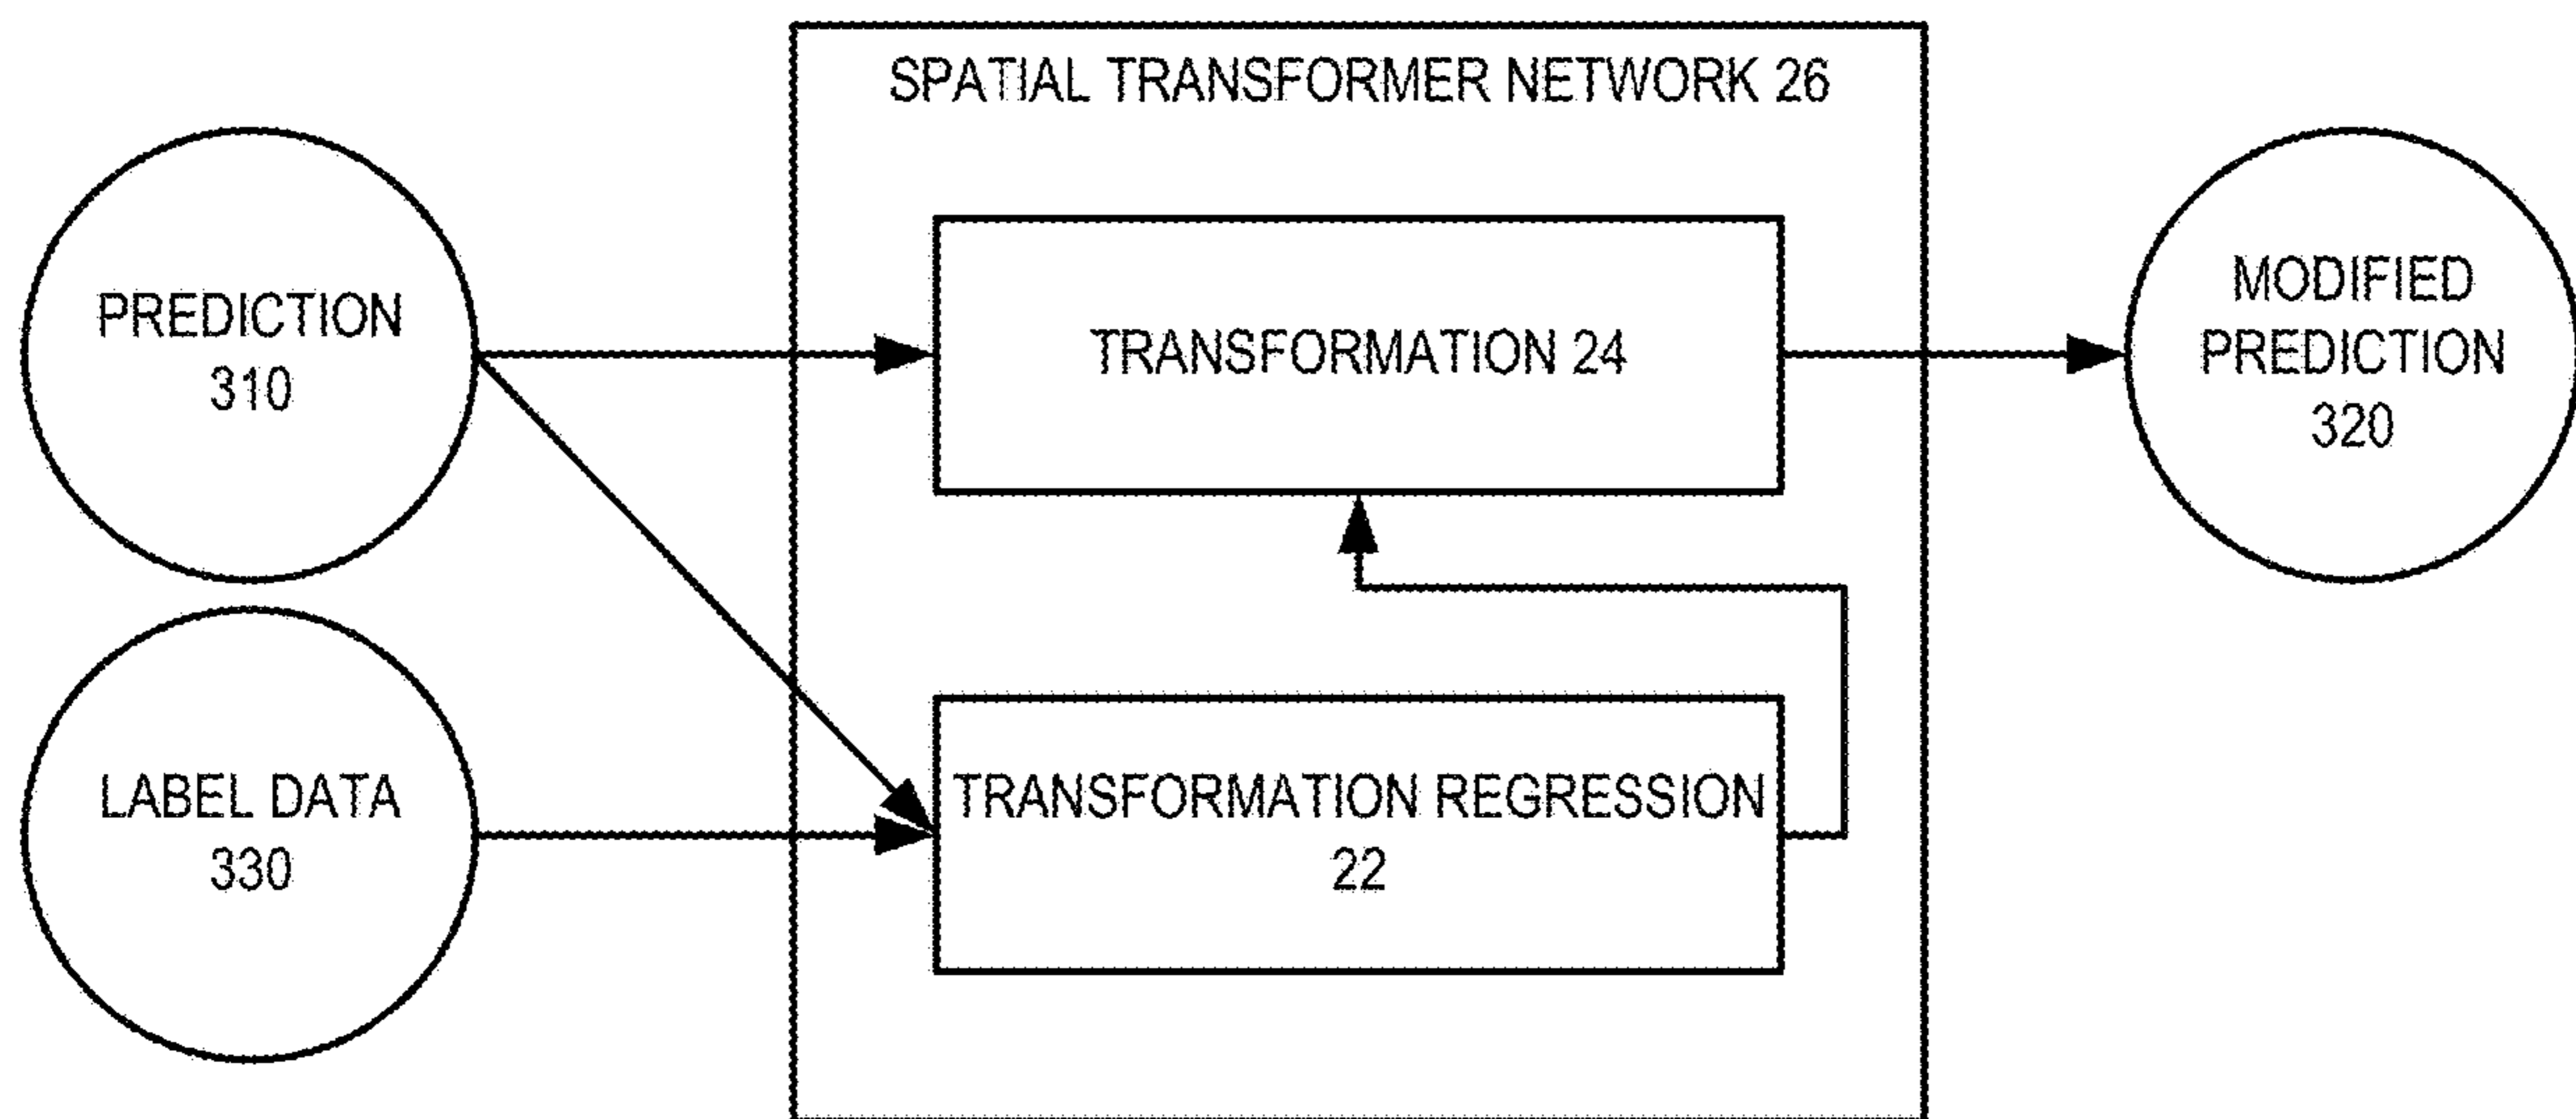 SPATIAL TRANSFORMER NETWORK 26
PREDICTION
310
TRANSFORMATION 24
MODIFIED
PREDICTION
320
LABEL DATA
330
TRANSFORMATION REGRESSION
22